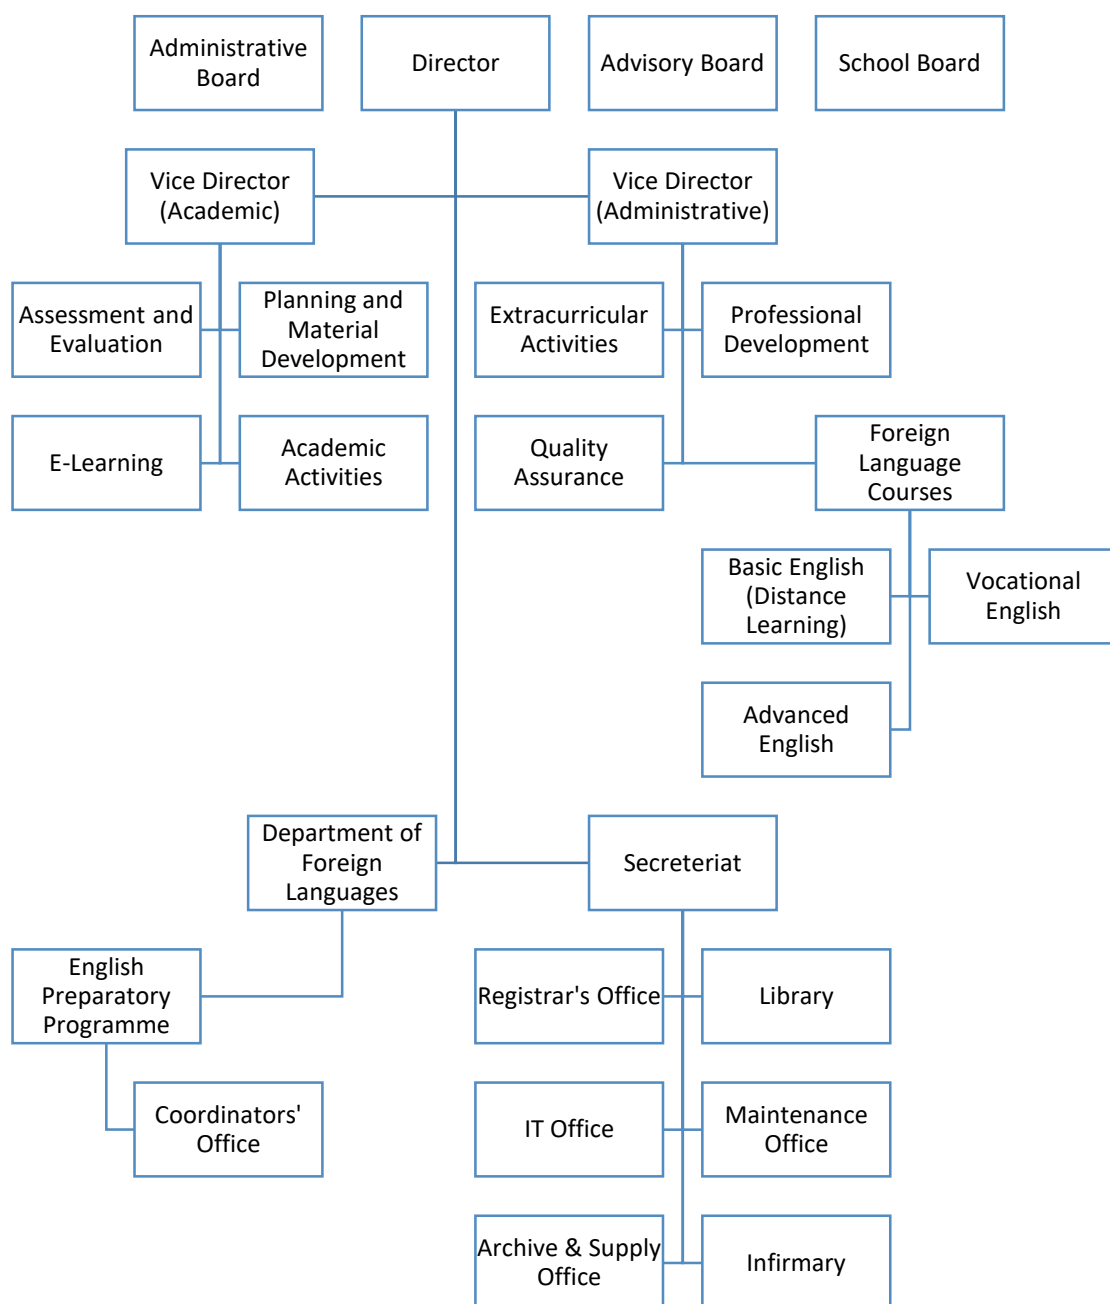 Administrative
Board
Director
Advisory Board
School Board
Vice Director
(Academic)
Vice Director
(Administrative)
Assessment and
Evaluation
Planning and
Material
Development
Extracurricular
Activities
Professional
Development
E-Learning
Academic
Activities
Quality
Assurance
Foreign
Language
Courses
Basic English
(Distance
Learning)
Vocational
English
Advanced
English
Department of
Foreign
Languages
Secreteriat
English
Preparatory
Programme
Registrar's Office
Library
Coordinators'
Office
IT Office
Maintenance
Office
Archive & Supply
Office
Infirmary